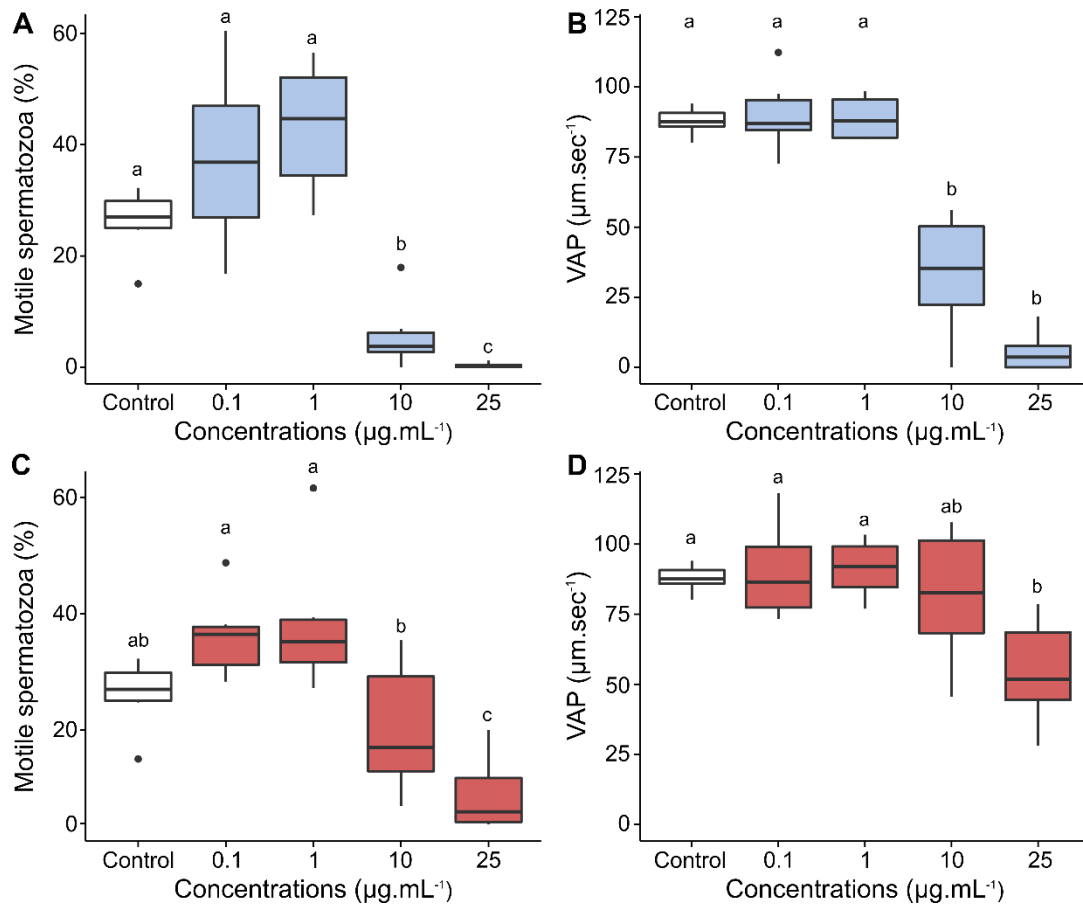 A
Motile spermatozoa (%)
60
40
20
0
a
a
a
b
c
Control 0.1 1 10 25
Concentrations (µg.mL⁻¹)
B
VAP (µm.sec⁻¹)
125
100
75
50
25
0
a
a
a
b
b
Control 0.1 1 10 25
Concentrations (µg.mL⁻¹)
C
Motile spermatozoa (%)
60
40
20
0
ab
a
a
b
c
Control 0.1 1 10 25
Concentrations (µg.mL⁻¹)
D
VAP (µm.sec⁻¹)
125
100
75
50
25
0
a
a
a
ab
b
Control 0.1 1 10 25
Concentrations (µg.mL⁻¹)